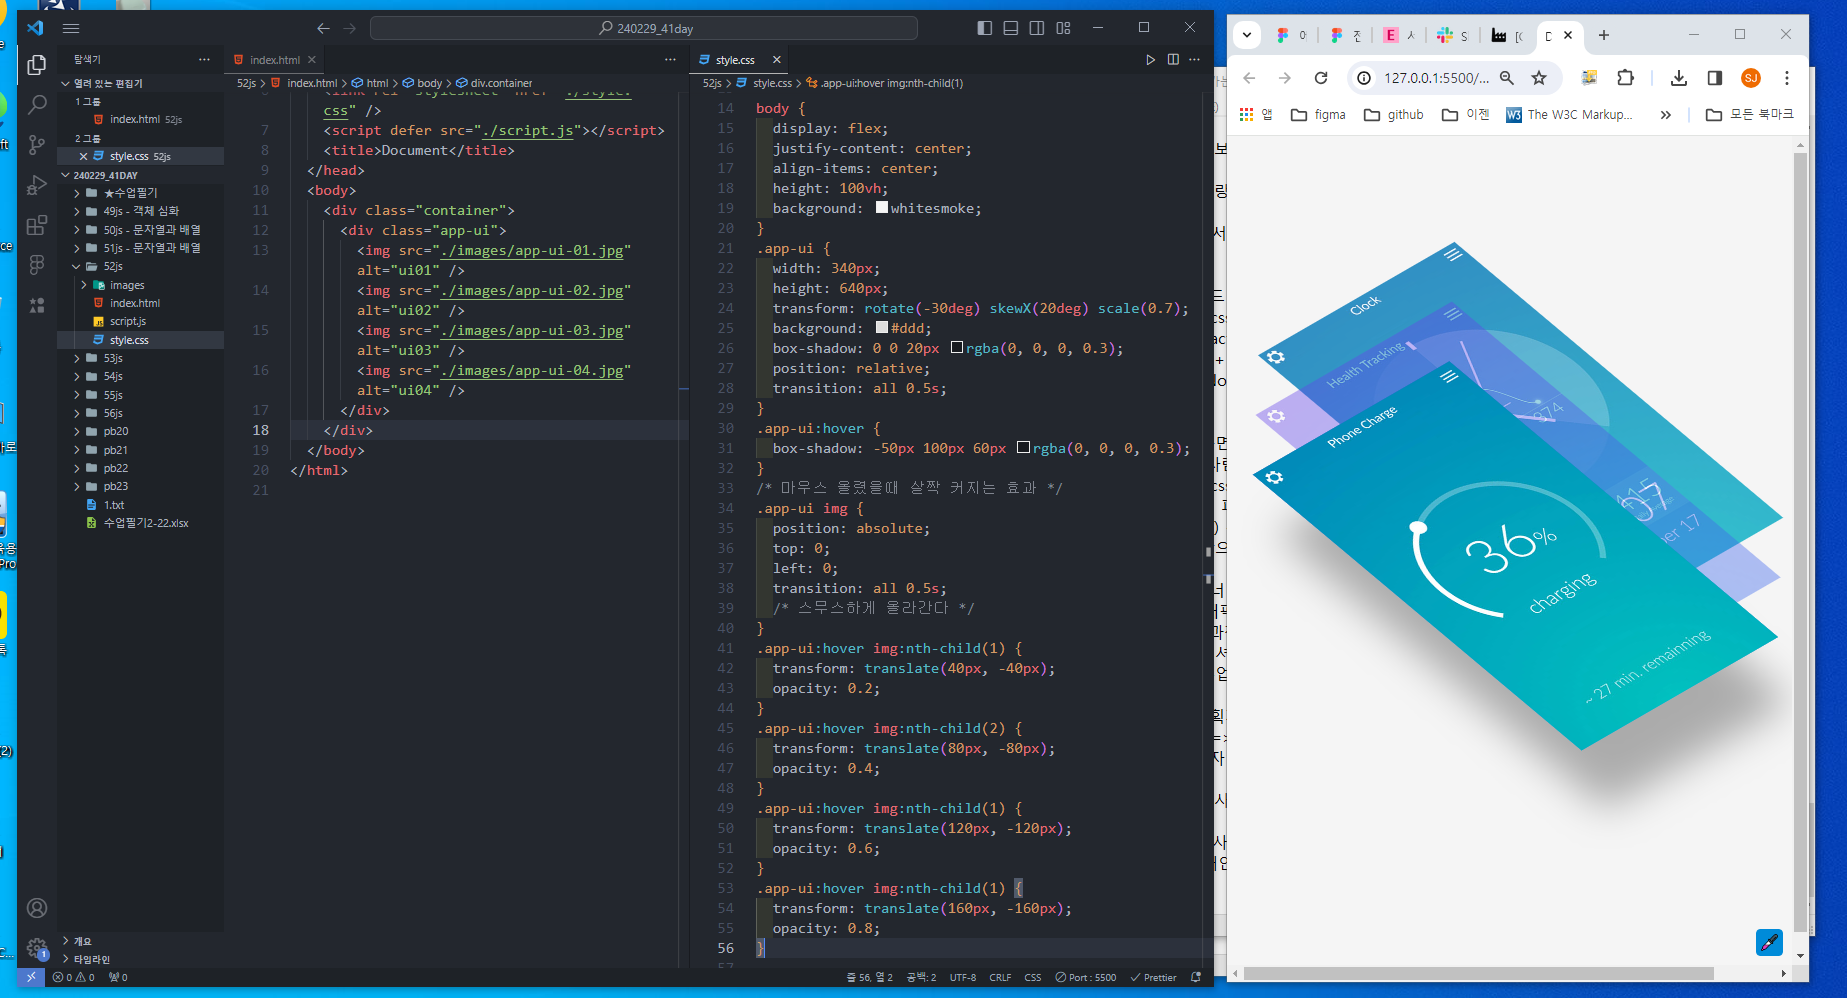 240229_41day
탐색기
열려 있는 편집기
1 그룹
index.html 52js
2 그룹
style.css 52js
240229_41DAY
★수업필기
49js - 객체 심화
50js - 문자열과 배열
51js - 문자열과 배열
52js
images
index.html
script.js
style.css
53js
54js
55js
56js
pb20
pb21
pb22
pb23
1.txt
수업필기2-22.xlsx
개요
타임라인
index.html
52js > index.html > html > body > div.container
css" />
7 <script defer src="./script.js"></script>
8 <title>Document</title>
9 </head>
10 <body>
11 <div class="container">
12 <div class="app-ui">
13 <img src="./images/app-ui-01.jpg"
alt="ui01" />
14 <img src="./images/app-ui-02.jpg"
alt="ui02" />
15 <img src="./images/app-ui-03.jpg"
alt="ui03" />
16 <img src="./images/app-ui-04.jpg"
alt="ui04" />
17 </div>
18 </div>
19 </body>
20 </html>
21
style.css
52js > style.css > .app-ui:hover img:nth-child(1)
14 body {
15 display: flex;
16 justify-content: center;
17 align-items: center;
18 height: 100vh;
19 background: whitesmoke;
20 }
21 .app-ui {
22 width: 340px;
23 height: 640px;
24 transform: rotate(-30deg) skewX(20deg) scale(0.7);
25 background: #ddd;
26 box-shadow: 0 0 20px rgba(0, 0, 0, 0.3);
27 position: relative;
28 transition: all 0.5s;
29 }
30 .app-ui:hover {
31 box-shadow: -50px 100px 60px rgba(0, 0, 0, 0.3);
32 }
33 /* 마우스 올렸을때 살짝 커지는 효과 */
34 .app-ui img {
35 position: absolute;
36 top: 0;
37 left: 0;
38 transition: all 0.5s;
39 /* 스무스하게 올라간다 */
40 }
41 .app-ui:hover img:nth-child(1) {
42 transform: translate(40px, -40px);
43 opacity: 0.2;
44 }
45 .app-ui:hover img:nth-child(2) {
46 transform: translate(80px, -80px);
47 opacity: 0.4;
48 }
49 .app-ui:hover img:nth-child(1) {
50 transform: translate(120px, -120px);
51 opacity: 0.6;
52 }
53 .app-ui:hover img:nth-child(1) {
54 transform: translate(160px, -160px);
55 opacity: 0.8;
56 }
57
0 0 0
줄 56, 열 2 공백: 2 UTF-8 CRLF CSS Port : 5500 Prettier
127.0.0.1:5500/...
SJ
앱 figma github 이젠 The W3C Markup... » 모든 북마크
Clock
Health Tracking
874
Phone Charge
36%
charging
~ 27 min. remainning